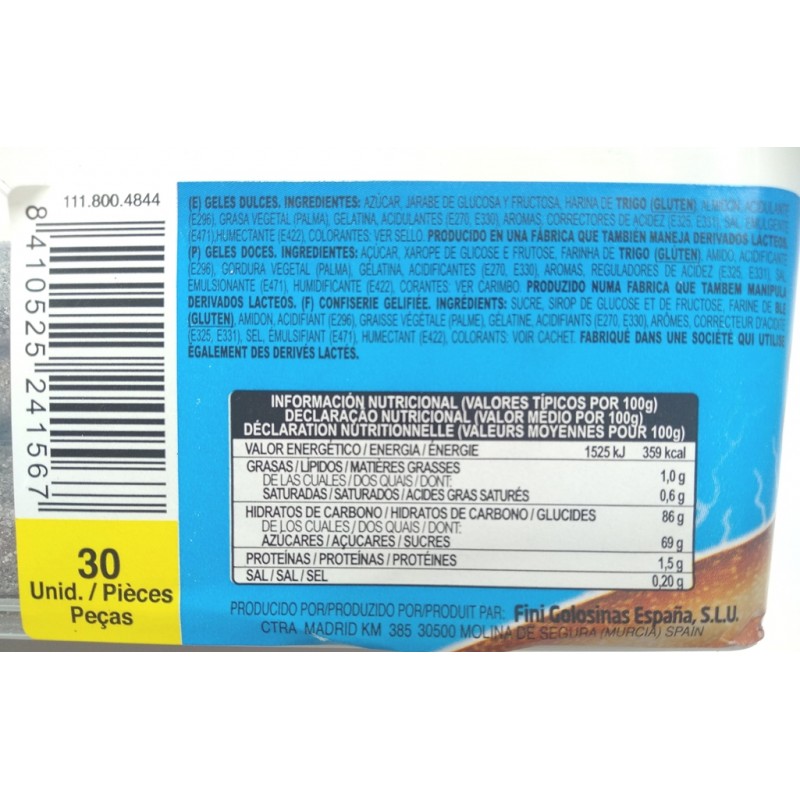 111.800.4844
8 410525 241567
30
Unid. / Pièces
Peças
(E) GELES DULCES. INGREDIENTES: AZÚCAR, JARABE DE GLUCOSA Y FRUCTOSA, HARINA DE TRIGO (GLUTEN), ALMIDÓN, ACIDULANTE
(E296), GRASA VEGETAL (PALMA), GELATINA, ACIDULANTES (E270, E330), AROMAS, CORRECTORES DE ACIDEZ (E325, E331), SAL, EMULGENTE
(E471),HUMECTANTE (E422), COLORANTES: VER SELLO. PRODUCIDO EN UNA FÁBRICA QUE TAMBIEN MANEJA DERIVADOS LÁCTEOS.
(P) GELES DOCES. INGREDIENTES: AÇÚCAR, XAROPE DE GLICOSE E FRUTOSE, FARINHA DE TRIGO (GLÚTEN), AMIDO, ACIDIFICANTE
(E296), GORDURA VEGETAL (PALMA), GELATINA, ACIDIFICANTES (E270, E330), AROMAS, REGULADORES DE ACIDEZ (E325, E331), SAL,
EMULSIONANTE (E471), HUMIDIFICANTE (E422), CORANTES: VER CARIMBO. PRODUZIDO NUMA FABRICA QUE TAMBEM MANIPULA
DERIVADOS LACTEOS. (F) CONFISERIE GELIFIÉE. INGRÉDIENTS: SUCRE, SIROP DE GLUCOSE ET DE FRUCTOSE, FARINE DE BLÉ
(GLUTEN), AMIDON, ACIDIFIANT (E296), GRAISSE VÉGÉTALE (PALME), GÉLATINE, ACIDIFIANTS (E270, E330), ARÔMES, CORRECTEUR D'ACIDITÉ
(E325, E331), SEL, ÉMULSIFIANT (E471), HUMECTANT (E422), COLORANTS: VOIR CACHET. FABRIQUÉ DANS UNE SOCIÉTÉ QUI UTILISE
ÉGALEMENT DES DERIVÉS LACTÉS.
INFORMACIÓN NUTRICIONAL (VALORES TÍPICOS POR 100g)
DECLARAÇÃO NUTRICIONAL (VALOR MÉDIO POR 100g)
DÉCLARATION NUTRITIONNELLE (VALEURS MOYENNES POUR 100g)
VALOR ENERGÉTICO / ENERGIA / ÉNERGIE 1525 kJ 359 kcal
GRASAS / LÍPIDOS / MATIÈRES GRASSES 1,0 g
DE LAS CUALES / DOS QUAIS / DONT:
SATURADAS / SATURADOS / ACIDES GRAS SATURÉS 0,6 g
HIDRATOS DE CARBONO / HIDRATOS DE CARBONO / GLUCIDES 86 g
DE LOS CUALES / DOS QUAIS / DONT:
AZÚCARES / AÇÚCARES / SUCRES 69 g
PROTEÍNAS / PROTEÍNAS / PROTÉINES 1,5 g
SAL / SAL / SEL 0,20 g
PRODUCIDO POR/PRODUZIDO POR/PRODUIT PAR: Fini Golosinas España, S.L.U.
CTRA MADRID KM 385 30500 MOLINA DE SEGURA (MURCIA) SPAIN